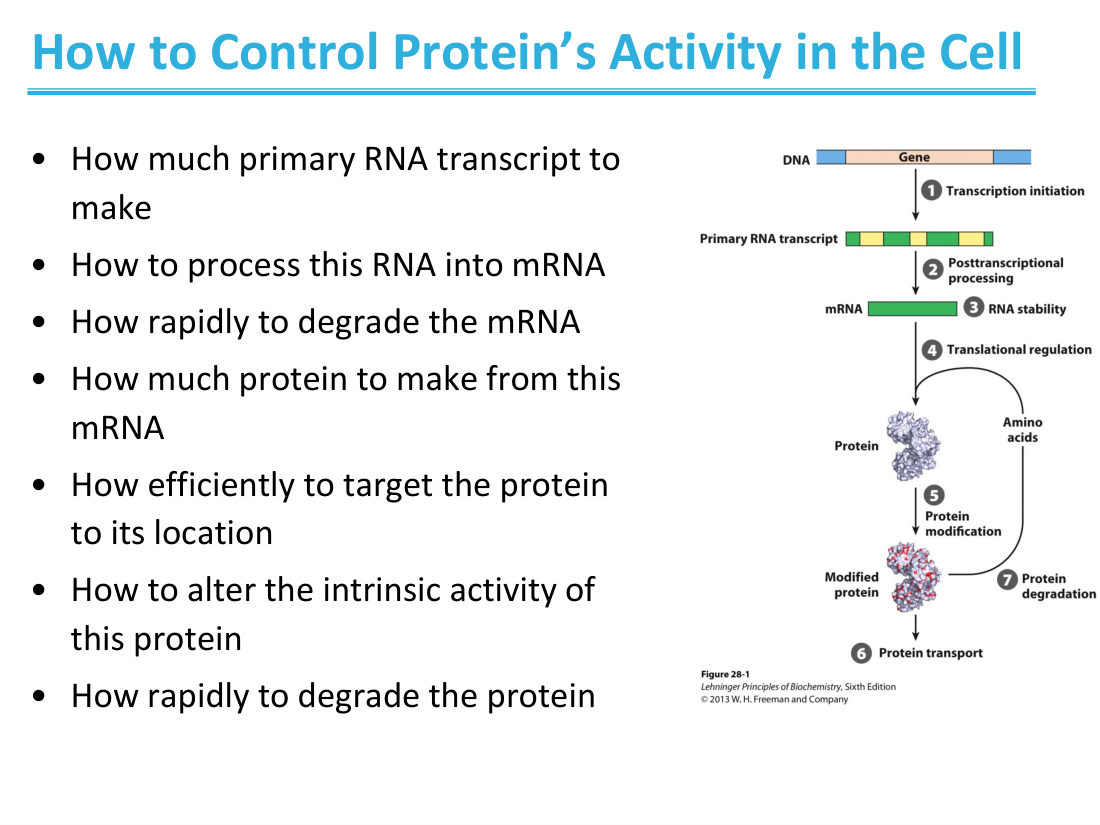 How to Control Protein’s Activity in the Cell
• How much primary RNA transcript to
make
• How to process this RNA into mRNA
• How rapidly to degrade the mRNA
• How much protein to make from this
mRNA
• How efficiently to target the protein
to its location
• How to alter the intrinsic activity of
this protein
• How rapidly to degrade the protein
DNA
Gene
1 Transcription initiation
Primary RNA transcript
2 Posttranscriptional
processing
mRNA
3 RNA stability
4 Translational regulation
Amino
acids
Protein
5
Protein
modification
Modified
protein
7 Protein
degradation
6 Protein transport
Figure 28-1
Lehninger Principles of Biochemistry, Sixth Edition
© 2013 W. H. Freeman and Company